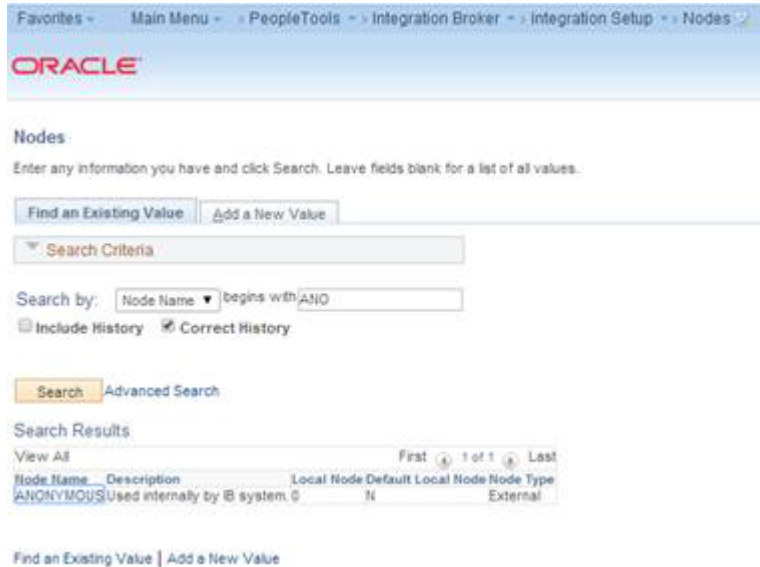 Favorites Main Menu PeopleTools Integration Broker Integration Setup Nodes
ORACLE
Nodes
Enter any information you have and click Search. Leave fields blank for a list of all values.
Find an Existing Value Add a New Value
Search Criteria
Search by: Node Name begins with ANO
Include History Correct History
Search Advanced Search
Search Results
View All First 1 of 1 Last
Node Name Description Local Node Default Local Node Node Type
ANONYMOUS Used internally by IB system. 0 N External
Find an Existing Value | Add a New Value